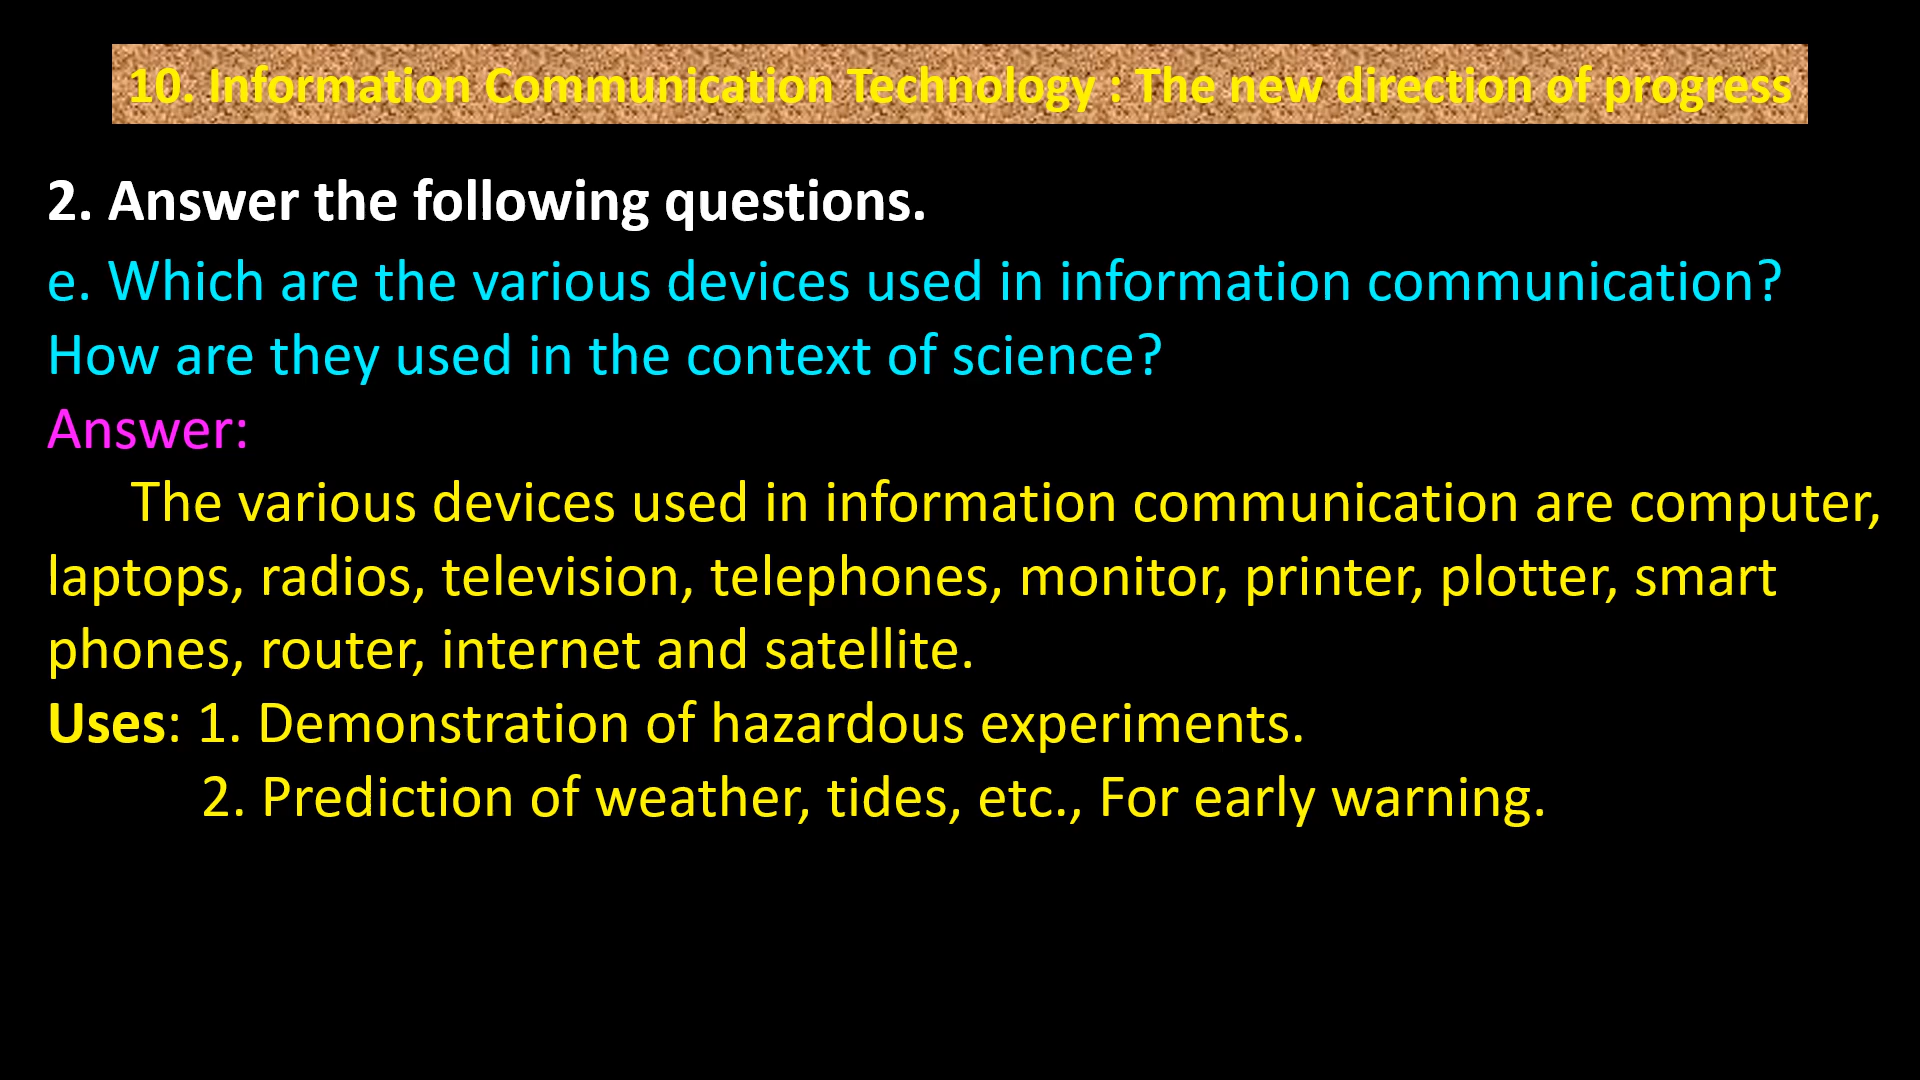 10. Information Communication Technology : The new direction of progress
2. Answer the following questions.
e. Which are the various devices used in information communication?
How are they used in the context of science?
Answer:
The various devices used in information communication are computer,
laptops, radios, television, telephones, monitor, printer, plotter, smart
phones, router, internet and satellite.
Uses: 1. Demonstration of hazardous experiments.
2. Prediction of weather, tides, etc., For early warning.